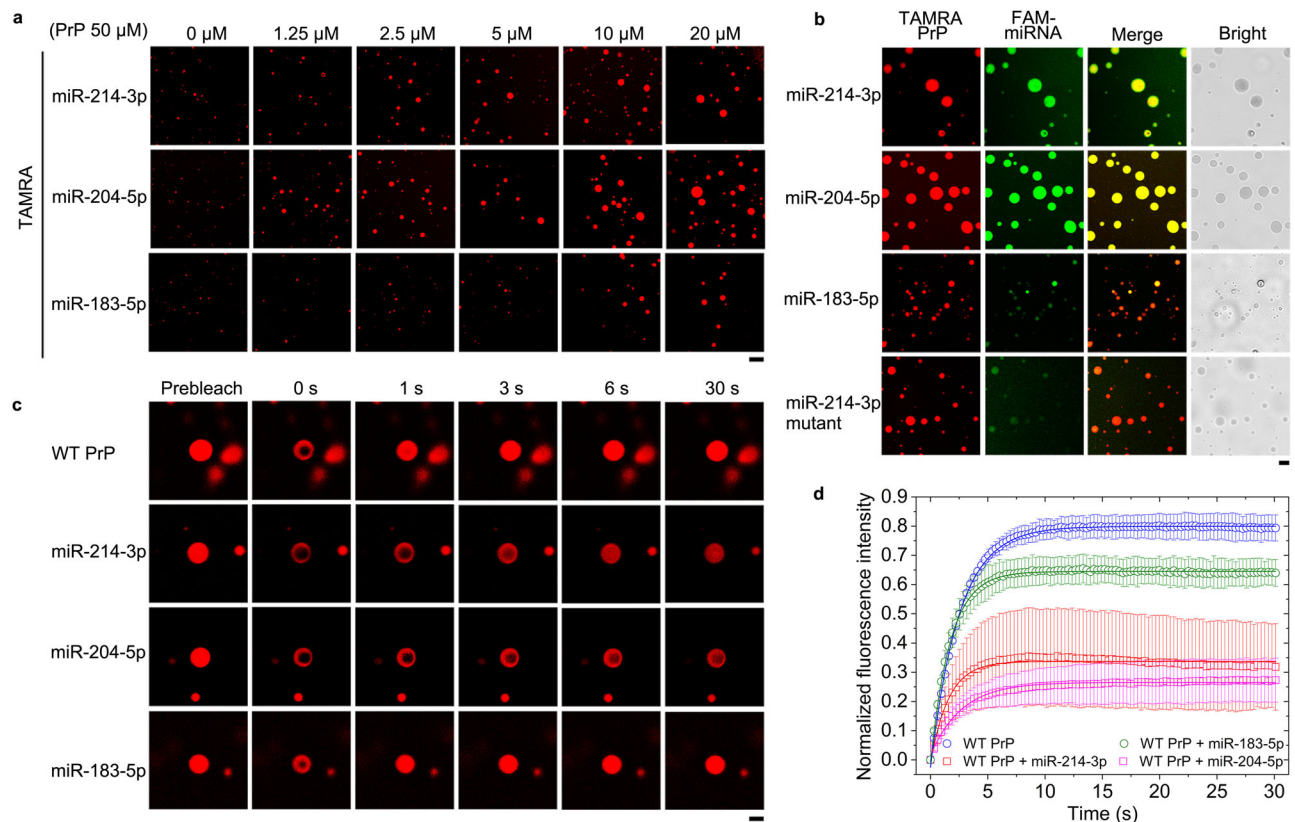 a
(PrP 50 μM) 0 μM 1.25 μM 2.5 μM 5 μM 10 μM 20 μM
TAMRA
miR-214-3p
miR-204-5p
miR-183-5p
b
TAMRA FAM-
PrP miRNA Merge Bright
miR-214-3p
miR-204-5p
miR-183-5p
miR-214-3p
mutant
c
Prebleach 0 s 1 s 3 s 6 s 30 s
WT PrP
miR-214-3p
miR-204-5p
miR-183-5p
d
Normalized fluorescence intensity
0.9
0.8
0.7
0.6
0.5
0.4
0.3
0.2
0.1
0.0
WT PrP WT PrP + miR-183-5p
WT PrP + miR-214-3p WT PrP + miR-204-5p
0 5 10 15 20 25 30
Time (s)